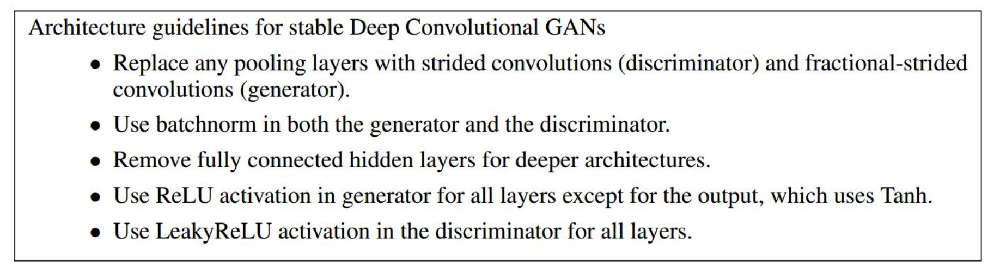 Architecture guidelines for stable Deep Convolutional GANs
• Replace any pooling layers with strided convolutions (discriminator) and fractional-strided
convolutions (generator).
• Use batchnorm in both the generator and the discriminator.
• Remove fully connected hidden layers for deeper architectures.
• Use ReLU activation in generator for all layers except for the output, which uses Tanh.
• Use LeakyReLU activation in the discriminator for all layers.